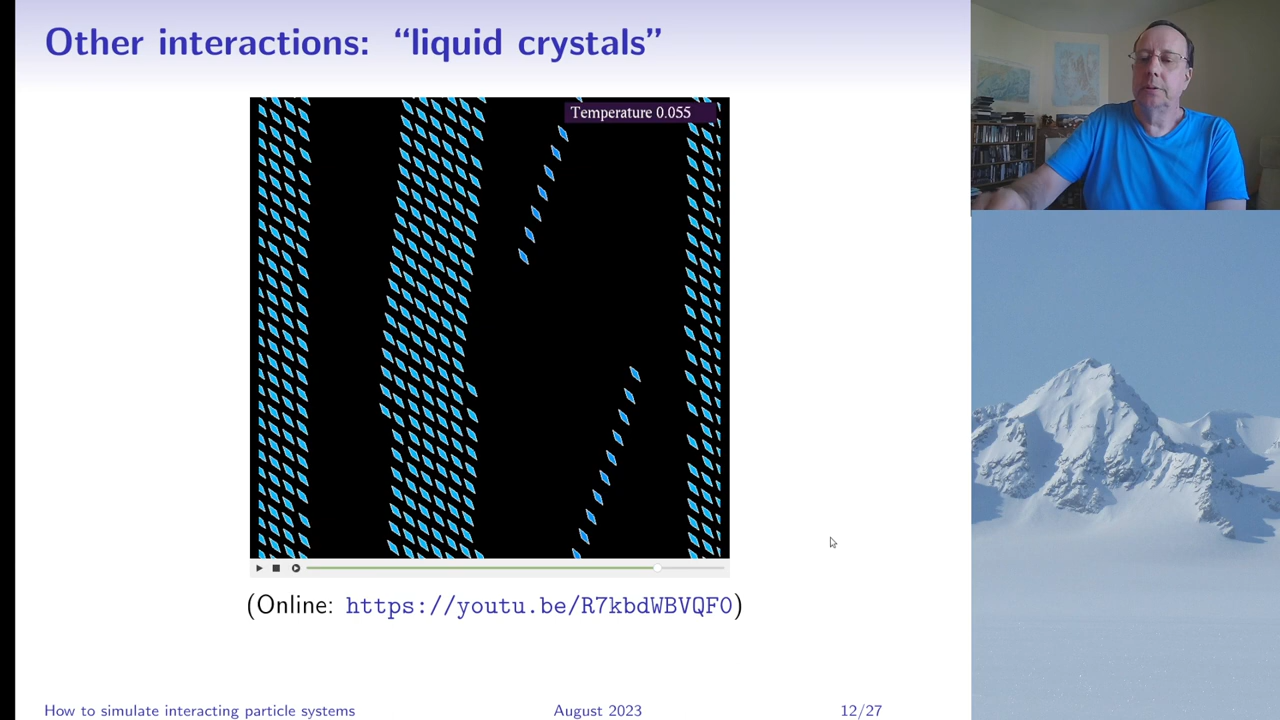 Other interactions: “liquid crystals”
Temperature 0.055
(Online: https://youtu.be/R7kbdWBVQF0)
How to simulate interacting particle systems August 2023 12/27